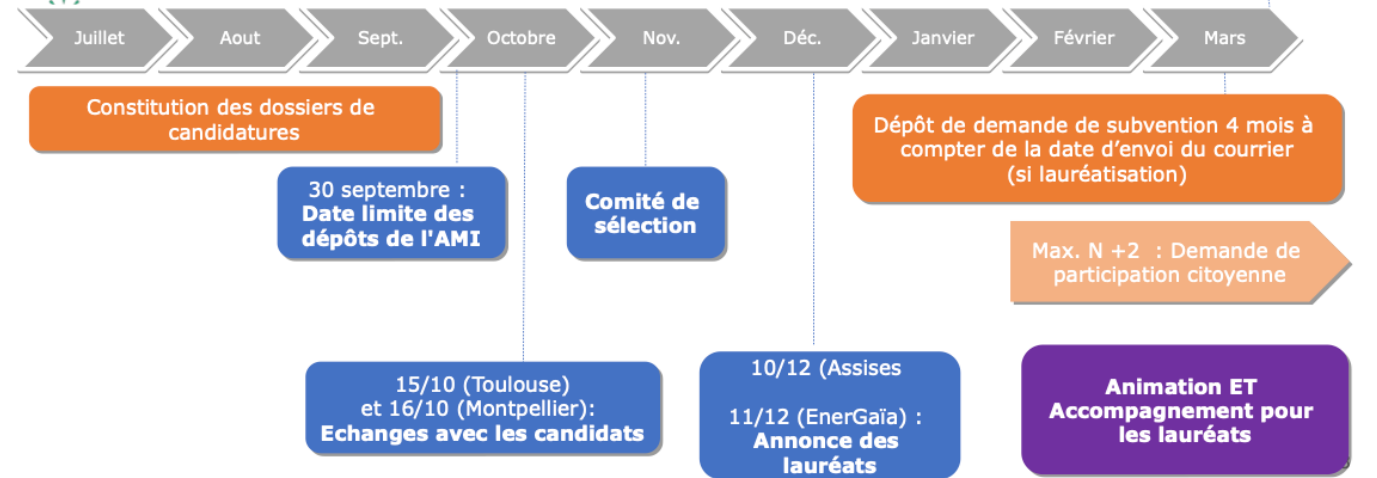 Juillet
Aout
Sept.
Octobre
Nov.
Déc.
Janvier
Février
Mars
Constitution des dossiers de
candidatures
Dépôt de demande de subvention 4 mois à
compter de la date d’envoi du courrier
(si lauréatisation)
30 septembre :
Date limite des
dépôts de l'AMI
Comité de
sélection
Max. N +2 : Demande de
participation citoyenne
15/10 (Toulouse)
et 16/10 (Montpellier):
Echanges avec les candidats
10/12 (Assises
11/12 (EnerGaïa) :
Annonce des
lauréats
Animation ET
Accompagnement pour
les lauréats